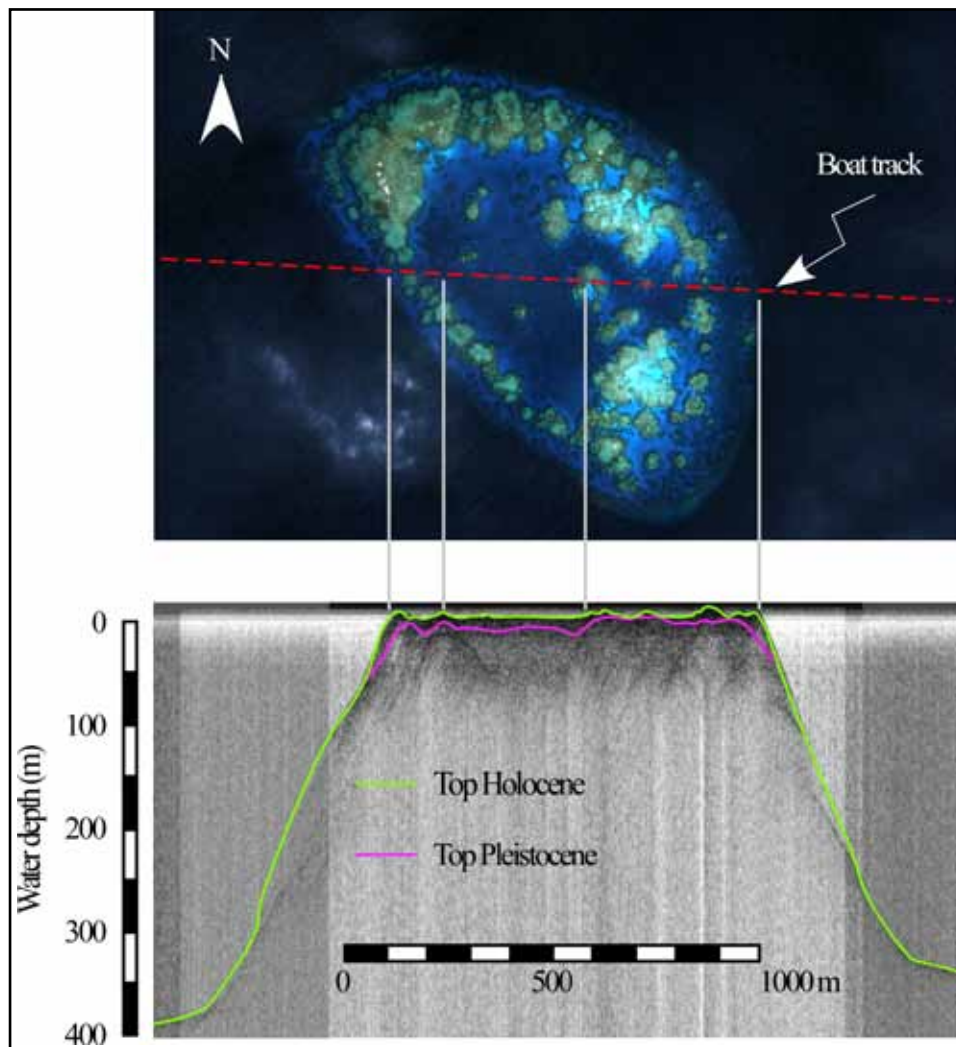 N
Boat track
0
100
Water depth (m)
Top Holocene
200
Top Pleistocene
300
0
500
1000 m
400